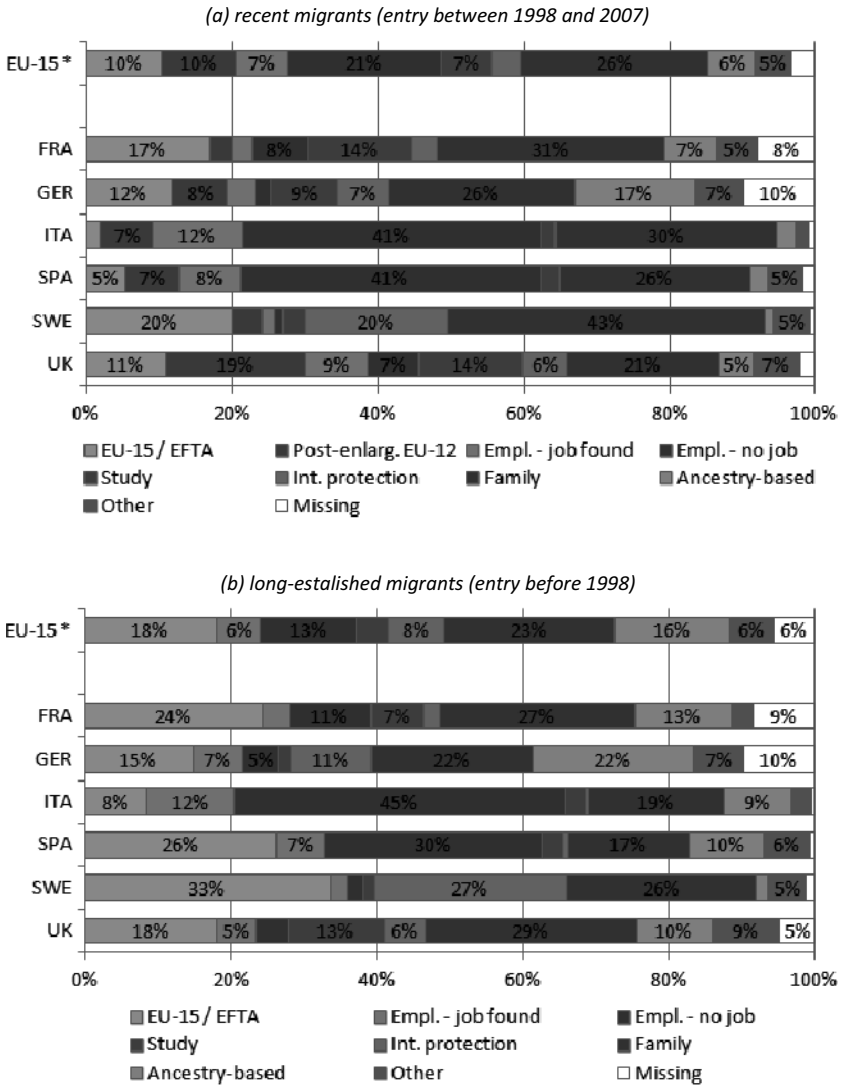 (a) recent migrants (entry between 1998 and 2007)
EU-15* 10% 10% 7% 21% 7% 26% 6% 5%
FRA 17% 8% 14% 31% 7% 5% 8%
GER 12% 8% 9% 7% 26% 17% 7% 10%
ITA 7% 12% 41% 30%
SPA 5% 7% 8% 41% 26% 5%
SWE 20% 20% 43% 5%
UK 11% 19% 9% 7% 14% 6% 21% 5% 7%
0% 20% 40% 60% 80% 100%
EU-15 / EFTA Post-enlarg. EU-12 Empl. - job found Empl. - no job
Study Int. protection Family Ancestry-based
Other Missing
(b) long-estalished migrants (entry before 1998)
EU-15* 18% 6% 13% 8% 23% 16% 6% 6%
FRA 24% 11% 7% 27% 13% 9%
GER 15% 7% 5% 11% 22% 22% 7% 10%
ITA 8% 12% 45% 19% 9%
SPA 26% 7% 30% 17% 10% 6%
SWE 33% 27% 26% 5%
UK 18% 5% 13% 6% 29% 10% 9% 5%
0% 20% 40% 60% 80% 100%
EU-15 / EFTA Empl. - job found Empl. - no job
Study Int. protection Family
Ancestry-based Other Missing